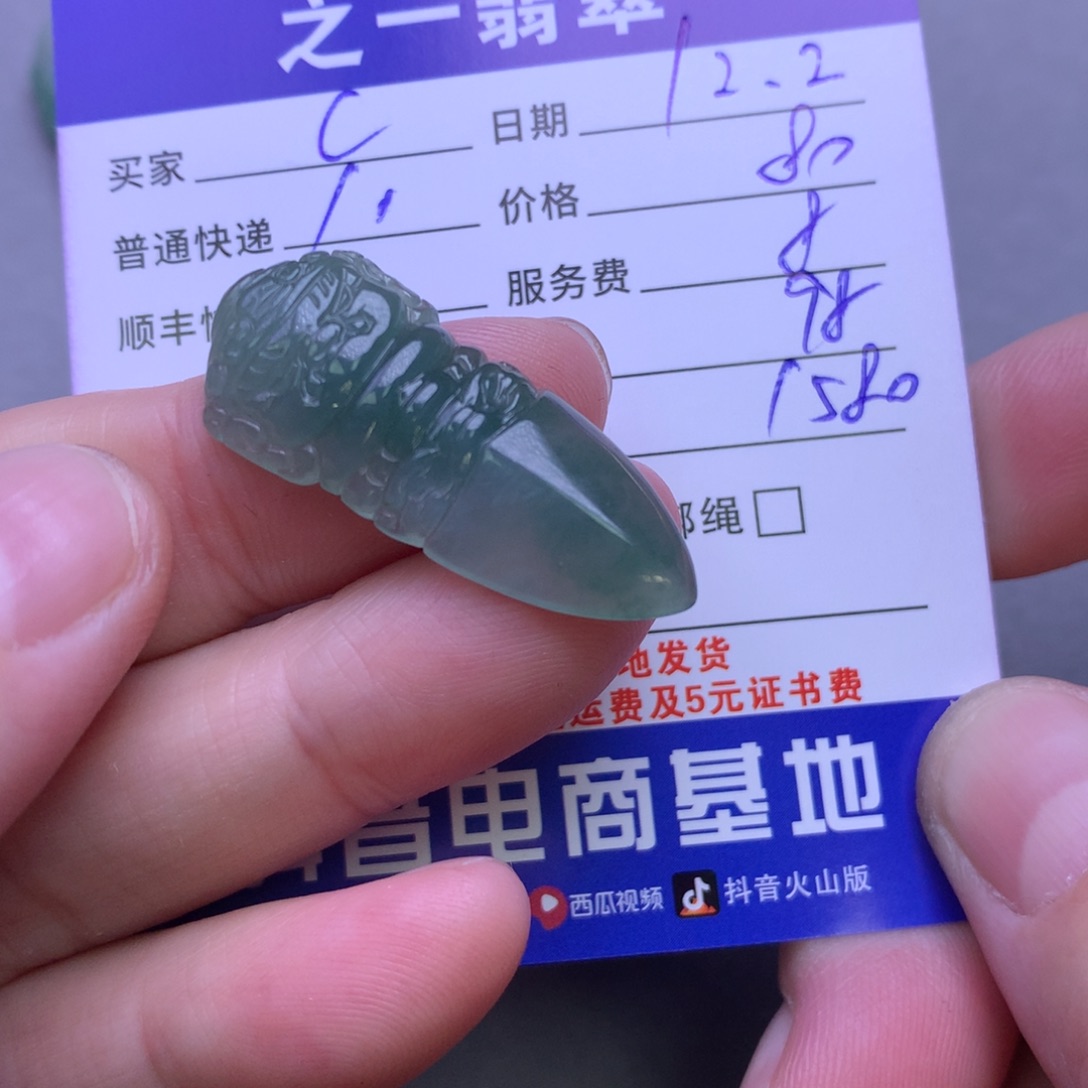 之一翡翠
买家 C 日期 12.2
普通快递 1. 价格 80
顺丰 服务费 8
98
1580
绳
地发货
运费及5元证书费
抖音电商基地
西瓜视频 抖音火山版